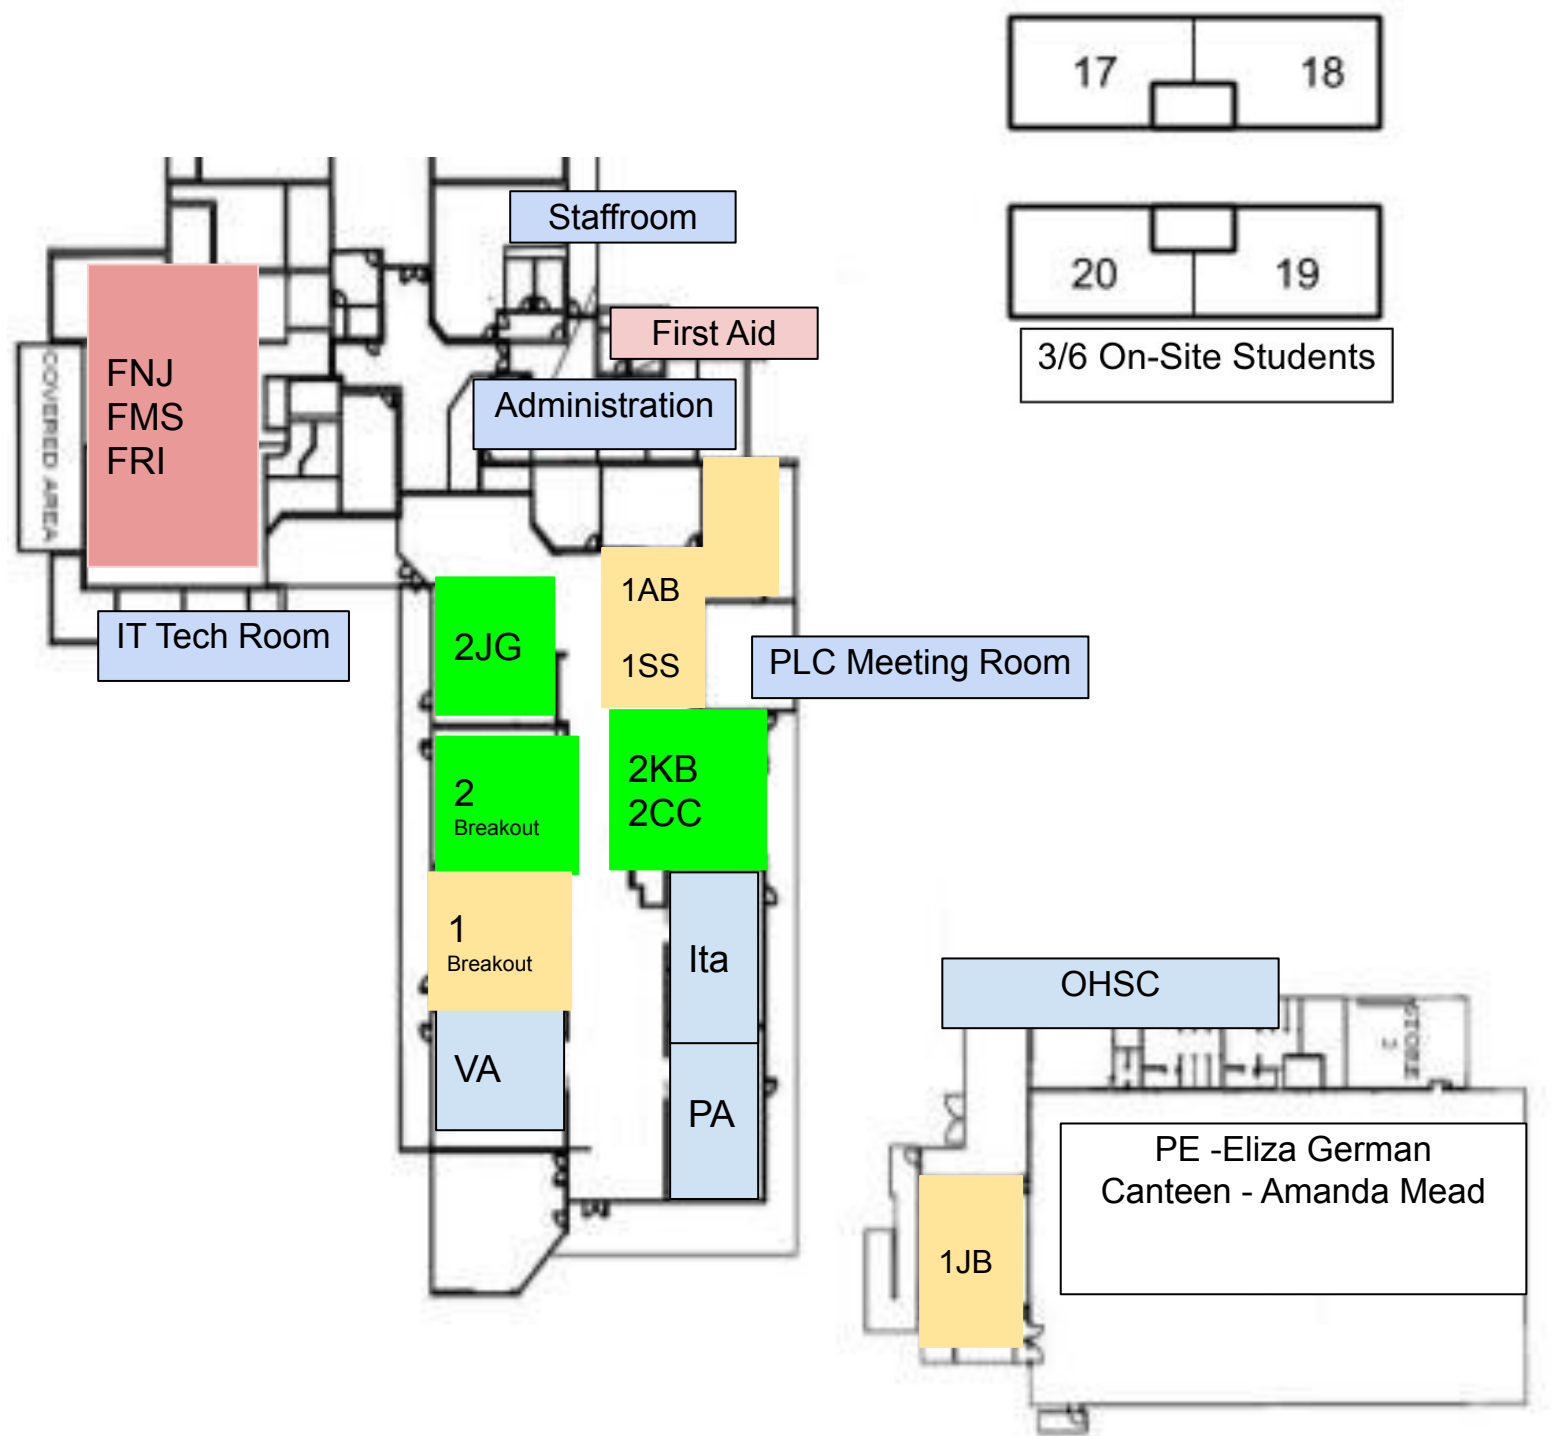 17
18
Staffroom
20
19
First Aid
3/6 On-Site Students
FNJ
FMS
FRI
COVERED AREA
Administration
1AB
1SS
2JG
IT Tech Room
PLC Meeting Room
2
Breakout
2KB
2CC
1
Breakout
Ita
OHSC
STORE
2
VA
PA
PE -Eliza German
Canteen - Amanda Mead
1JB